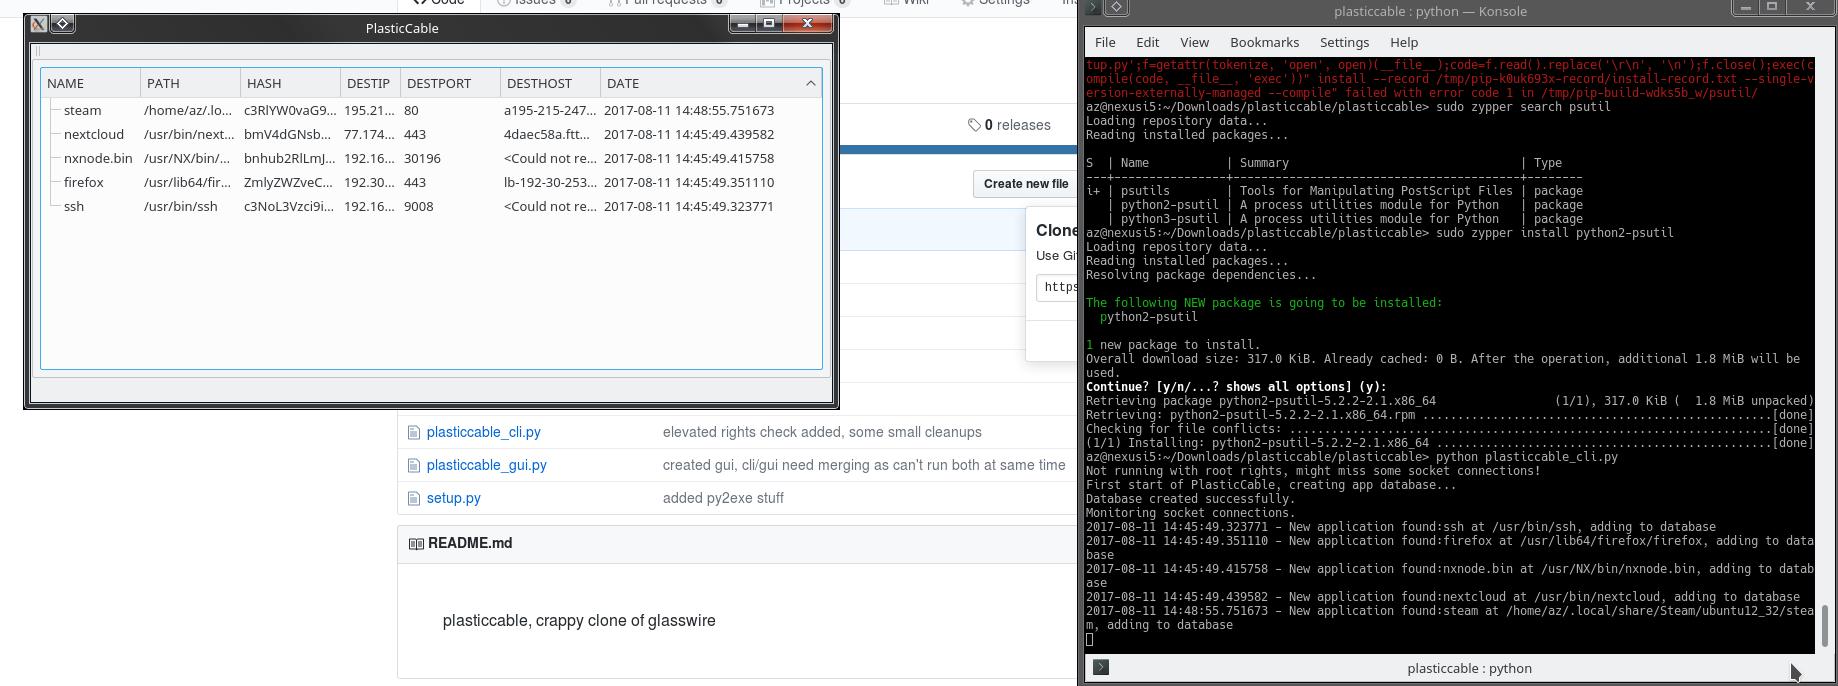 Code Issues 0 Pull requests 0 Projects 0 Wiki Settings
PlasticCable
NAME PATH HASH DESTIP DESTPORT DESTHOST DATE
steam /home/az/.lo... c3RlYW0vaG9... 195.21... 80 a195-215-247... 2017-08-11 14:48:55.751673
nextcloud /usr/bin/next... bmV4dGNsb... 77.174... 443 4daec58a.ftt... 2017-08-11 14:45:49.439582
nxnode.bin /usr/NX/bin/... bnhub2RlLmJ... 192.16... 30196 <Could not re... 2017-08-11 14:45:49.415758
firefox /usr/lib64/fir... ZmlyZWZveC... 192.30... 443 lb-192-30-253... 2017-08-11 14:45:49.351110
ssh /usr/bin/ssh c3NoL3Vzci9i... 192.16... 9008 <Could not re... 2017-08-11 14:45:49.323771
0 releases
Create new file
Clone
Use Gi
https
plasticcable_cli.py elevated rights check added, some small cleanups
plasticcable_gui.py created gui, cli/gui need merging as can't run both at same time
setup.py added py2exe stuff
README.md
plasticcable, crappy clone of glasswire
plasticcable : python — Konsole
File Edit View Bookmarks Settings Help
tup.py';f=getattr(tokenize, 'open', open)(__file__);code=f.read().replace('\r\n', '\n');f.close();exec(c
ompile(code, __file__, 'exec'))" install --record /tmp/pip-k0uk693x-record/install-record.txt --single-v
ersion-externally-managed --compile" failed with error code 1 in /tmp/pip-build-wdks5b_w/psutil/
az@nexusi5:~/Downloads/plasticcable/plasticcable> sudo zypper search psutil
Loading repository data...
Reading installed packages...
S | Name | Summary | Type
---+----------------+-----------------------------------------+--------
i+ | psutils | Tools for Manipulating PostScript Files | package
| python2-psutil | A process utilities module for Python | package
| python3-psutil | A process utilities module for Python | package
az@nexusi5:~/Downloads/plasticcable/plasticcable> sudo zypper install python2-psutil
Loading repository data...
Reading installed packages...
Resolving package dependencies...
The following NEW package is going to be installed:
python2-psutil
1 new package to install.
Overall download size: 317.0 KiB. Already cached: 0 B. After the operation, additional 1.8 MiB will be
used.
Continue? [y/n/...? shows all options] (y):
Retrieving package python2-psutil-5.2.2-2.1.x86_64 (1/1), 317.0 KiB ( 1.8 MiB unpacked)
Retrieving: python2-psutil-5.2.2-2.1.x86_64.rpm ..................................................[done]
Checking for file conflicts: .....................................................................[done]
(1/1) Installing: python2-psutil-5.2.2-2.1.x86_64 ................................................[done]
az@nexusi5:~/Downloads/plasticcable/plasticcable> python plasticcable_cli.py
Not running with root rights, might miss some socket connections!
First start of PlasticCable, creating app database...
Database created successfully.
Monitoring socket connections.
2017-08-11 14:45:49.323771 - New application found:ssh at /usr/bin/ssh, adding to database
2017-08-11 14:45:49.351110 - New application found:firefox at /usr/lib64/firefox/firefox, adding to data
base
2017-08-11 14:45:49.415758 - New application found:nxnode.bin at /usr/NX/bin/nxnode.bin, adding to datab
ase
2017-08-11 14:45:49.439582 - New application found:nextcloud at /usr/bin/nextcloud, adding to database
2017-08-11 14:48:55.751673 - New application found:steam at /home/az/.local/share/Steam/ubuntu12_32/stea
m, adding to database
plasticcable : python